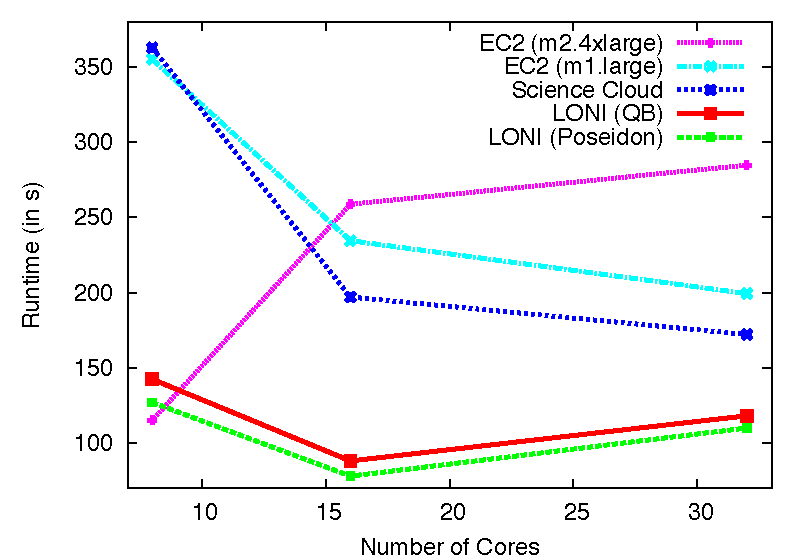 EC2 (m2.4xlarge)
EC2 (m1.large)
Science Cloud
LONI (QB)
LONI (Poseidon)
350
300
250
200
150
100
Runtime (in s)
10 15 20 25 30
Number of Cores